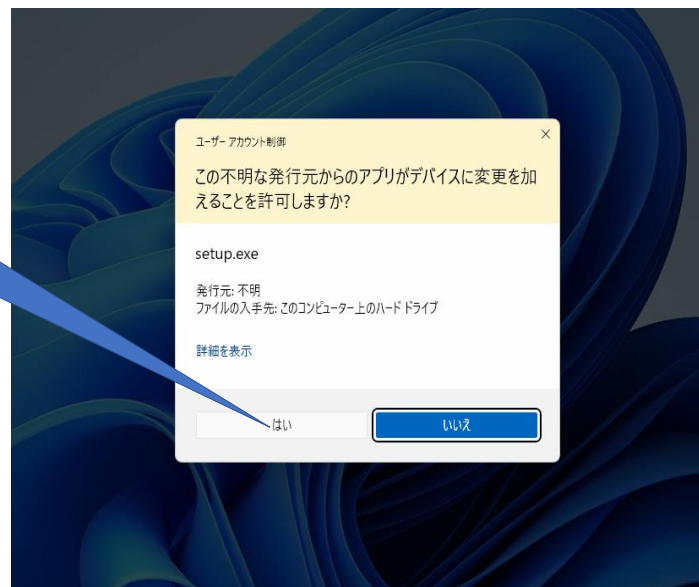 ユーザー アカウント制御
この不明な発行元からのアプリがデバイスに変更を加
えることを許可しますか?
setup.exe
発行元: 不明
ファイルの入手先: このコンピューター上のハード ドライブ
詳細を表示
はい
いいえ